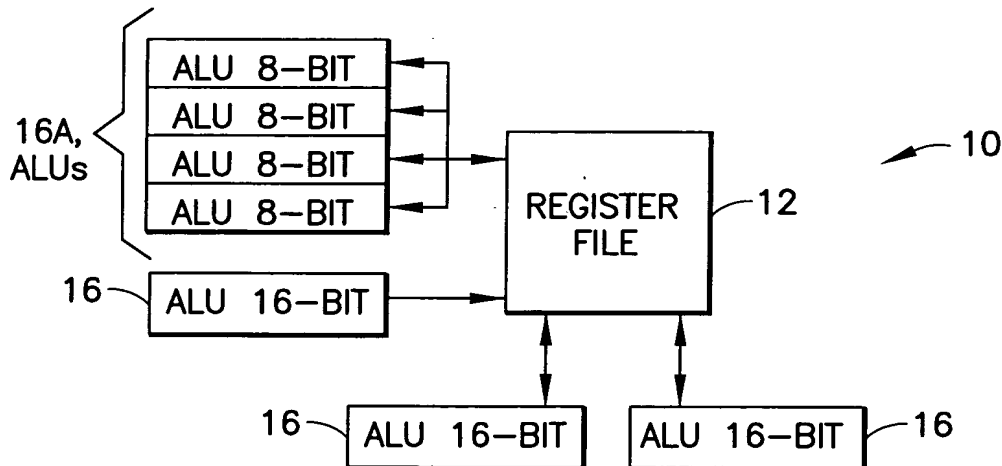 ALU 8-BIT
ALU 8-BIT
ALU 8-BIT
ALU 8-BIT
16A,
ALUs
10
REGISTER
FILE
12
16
ALU 16-BIT
16
ALU 16-BIT
ALU 16-BIT
16